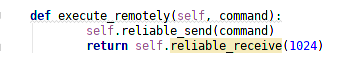 def execute_remotely(self, command):
self.reliable_send(command)
return self.reliable_receive(1024)